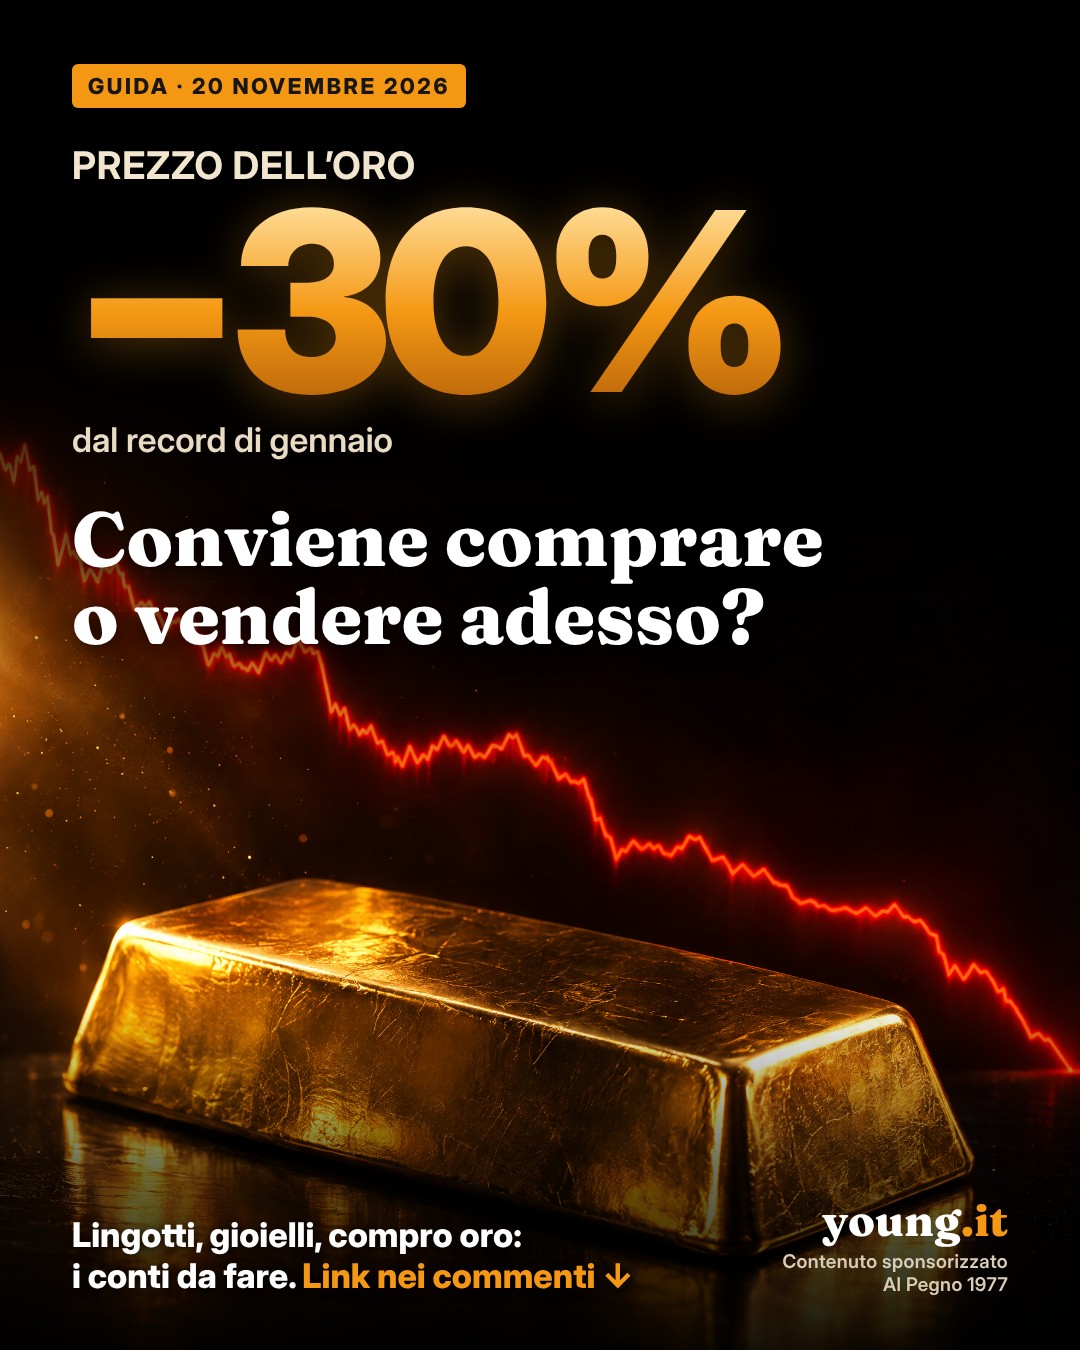 GUIDA · 20 NOVEMBRE 2026
PREZZO DELL’ORO
–30%
dal record di gennaio
Conviene comprare
o vendere adesso?
Lingotti, gioielli, compro oro:
i conti da fare. Link nei commenti ↓
young.it
Contenuto sponsorizzato
Al Pegno 1977